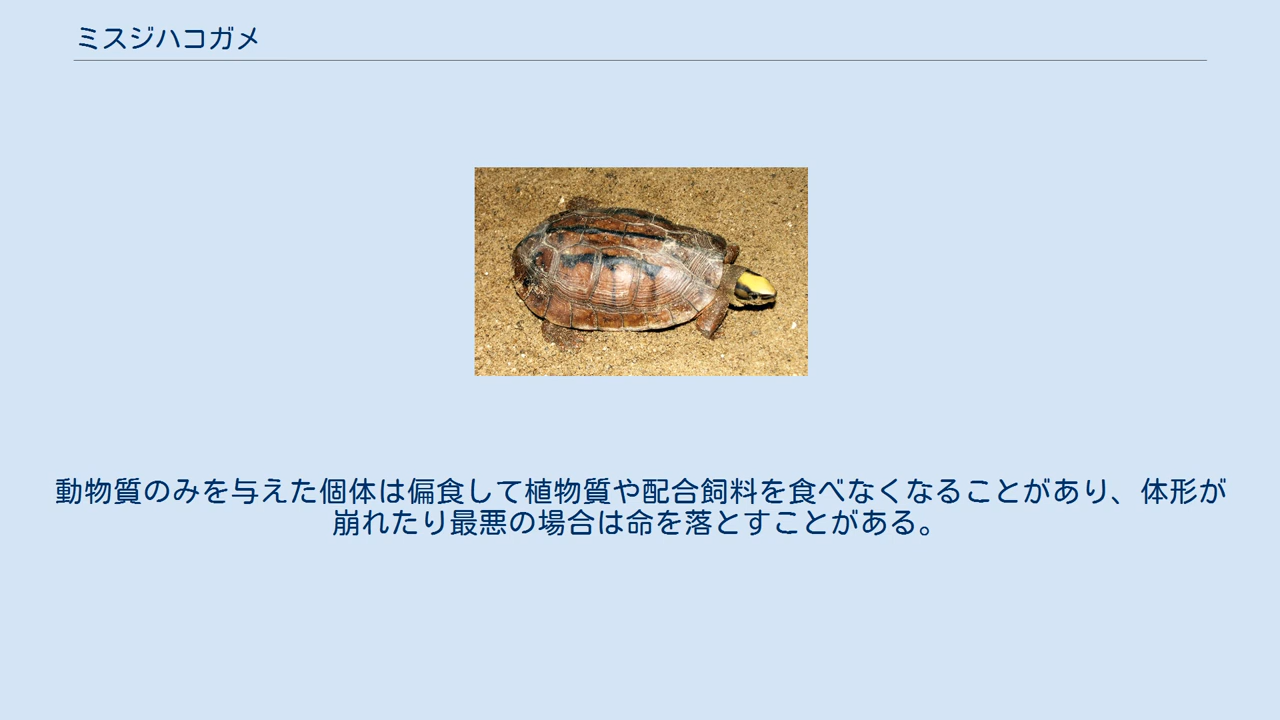 ミスジハコガメ
動物質のみを与えた個体は偏食して植物質や配合飼料を食べなくなることがあり、体形が
崩れたり最悪の場合は命を落とすことがある。